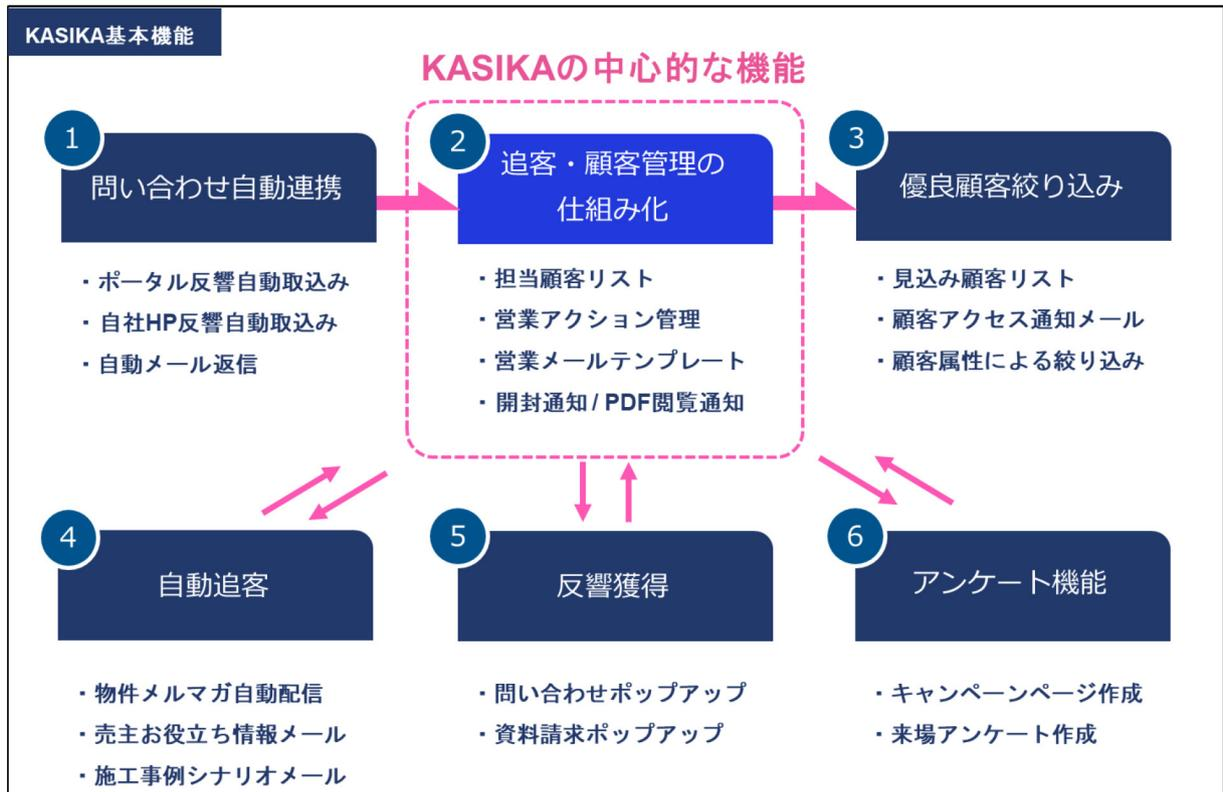 KASIKA基本機能
KASIKAの中心的な機能
1
問い合わせ自動連携
・ポータル反響自動取込み
・自社HP反響自動取込み
・自動メール返信
2
追客・顧客管理の
仕組み化
・担当顧客リスト
・営業アクション管理
・営業メールテンプレート
・開封通知 / PDF閲覧通知
3
優良顧客絞り込み
・見込み顧客リスト
・顧客アクセス通知メール
・顧客属性による絞り込み
4
自動追客
・物件メルマガ自動配信
・売主お役立ち情報メール
・施工事例シナリオメール
5
反響獲得
・問い合わせポップアップ
・資料請求ポップアップ
6
アンケート機能
・キャンペーンページ作成
・来場アンケート作成